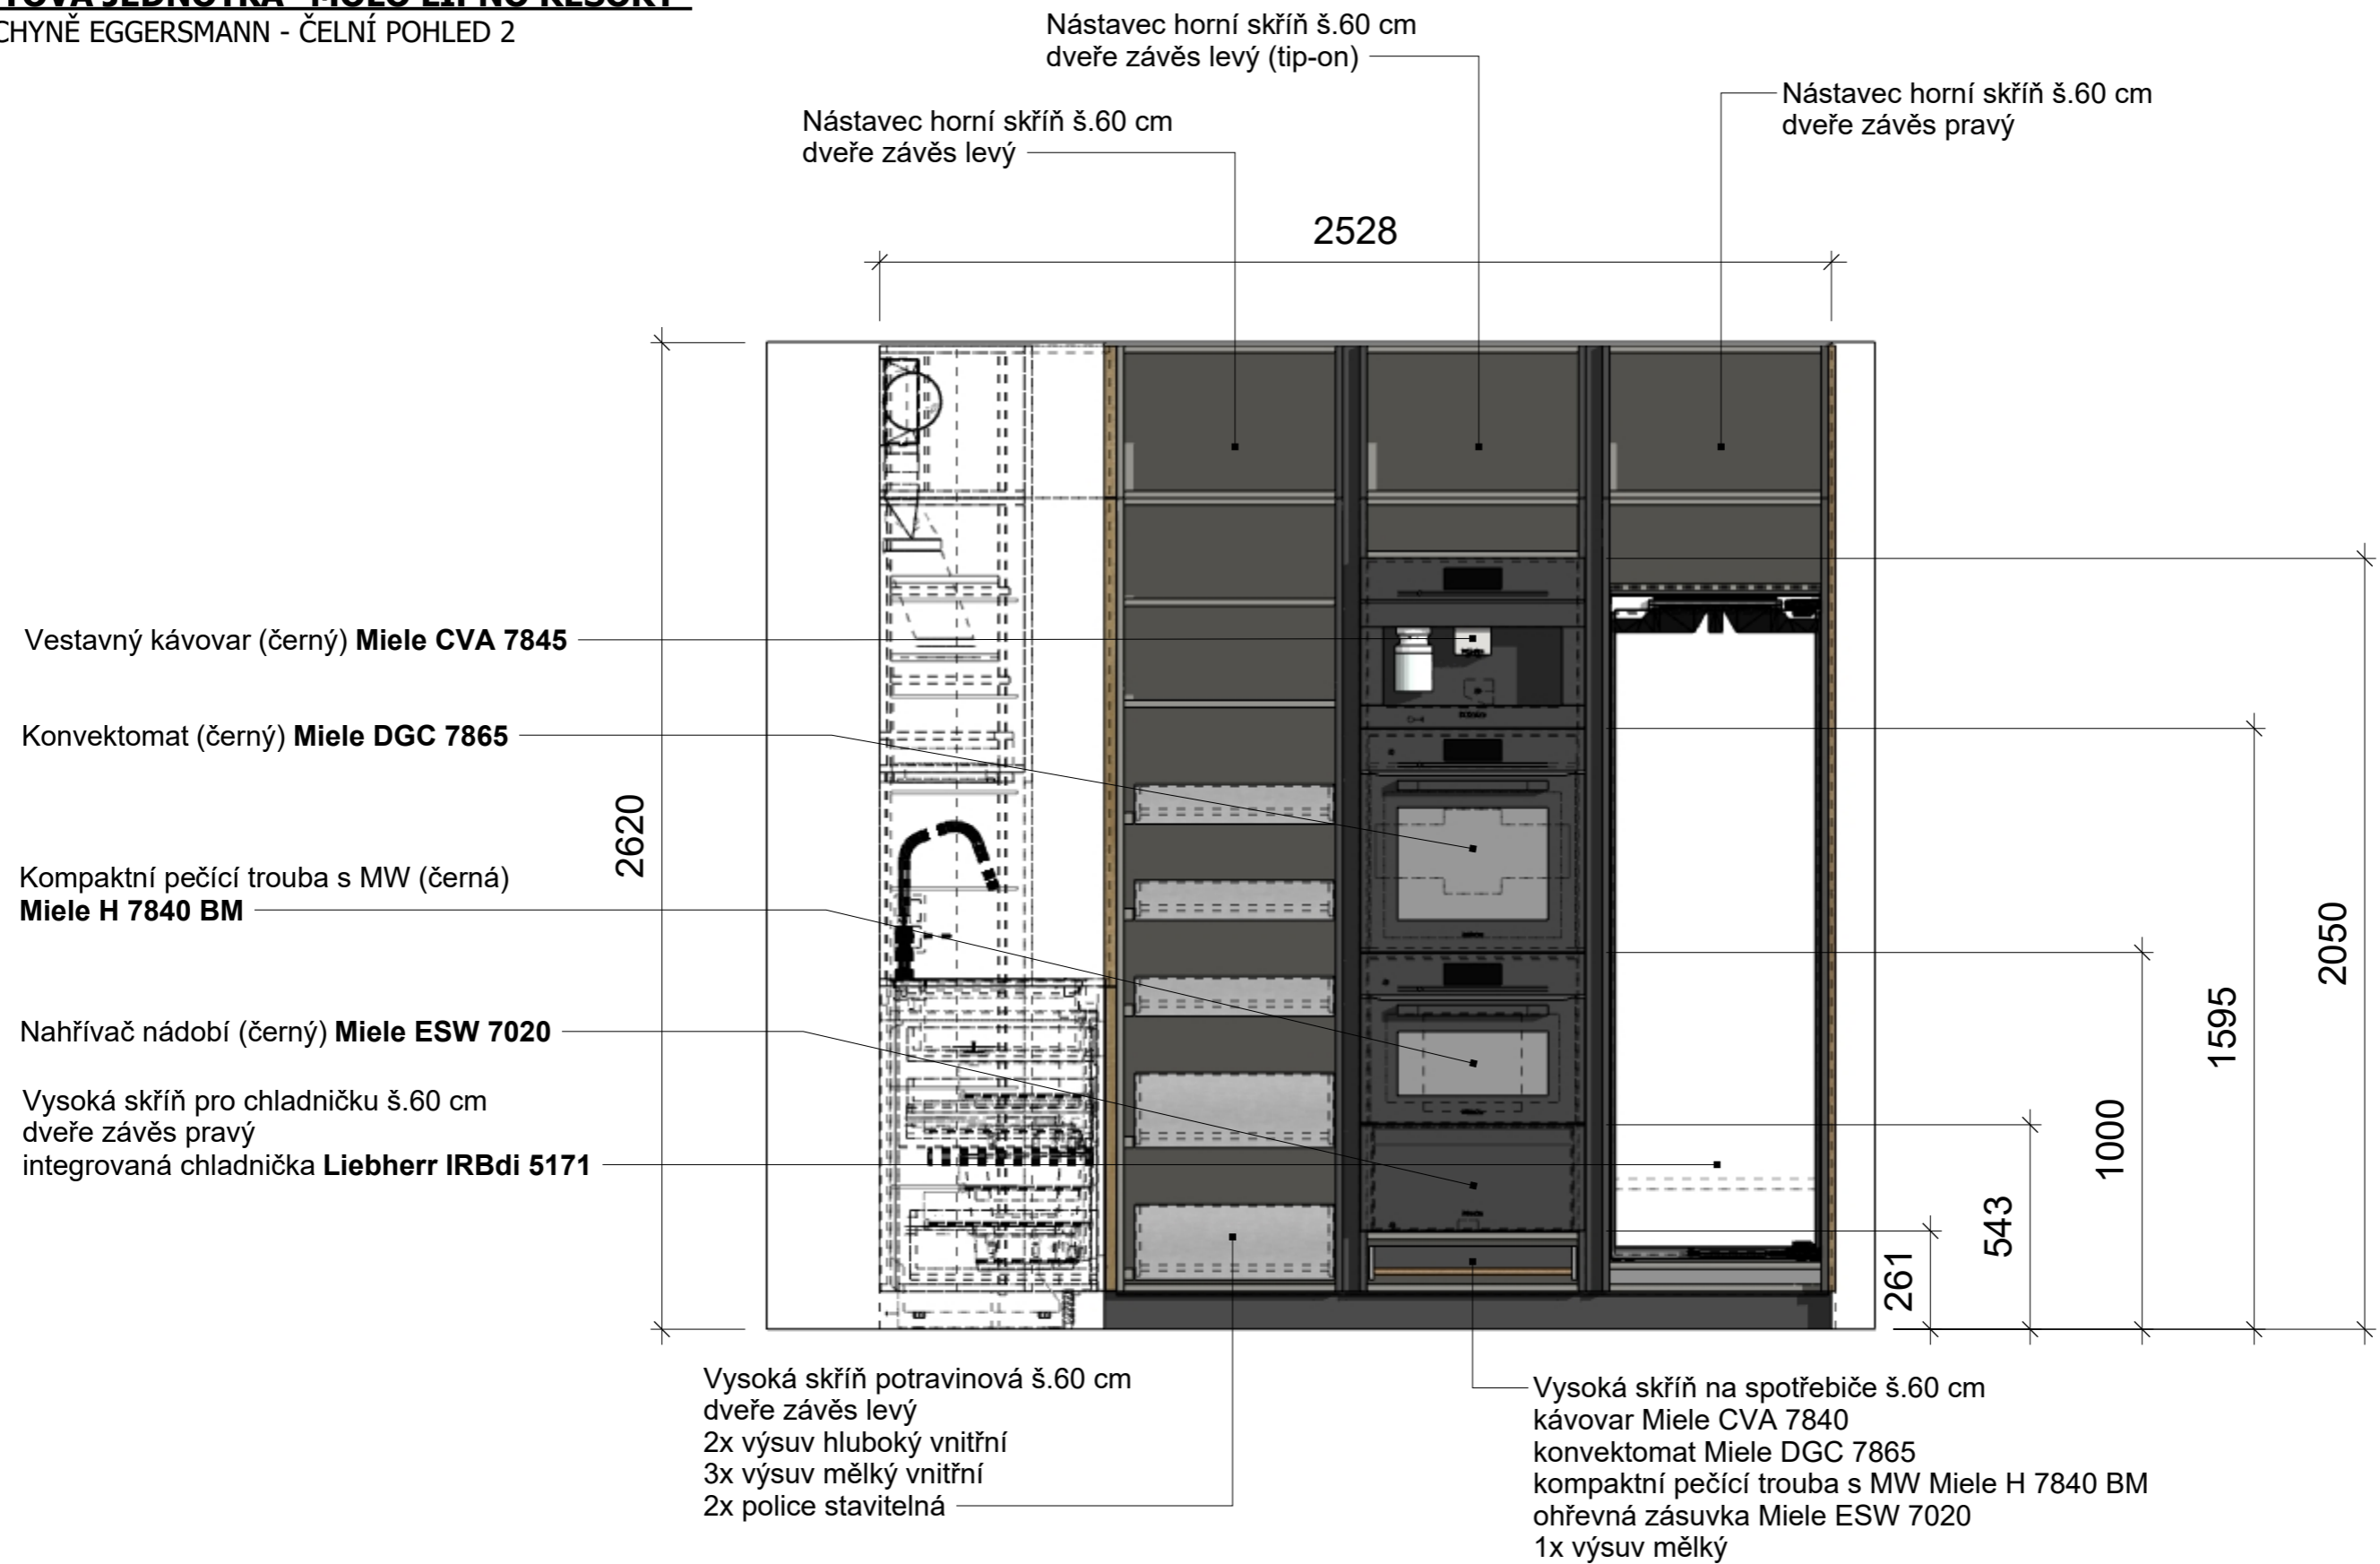 CHYNĚ EGGERSMANN - ČELNÍ POHLED 2
Nástavec horní skříň š.60 cm
dveře závěs levý (tip-on)
Nástavec horní skříň š.60 cm
dveře závěs pravý
Nástavec horní skříň š.60 cm
dveře závěs levý
2528
Vestavný kávovar (černý) Miele CVA 7845
Konvektomat (černý) Miele DGC 7865
2620
Kompaktní pečící trouba s MW (černá)
Miele H 7840 BM
Nahřívač nádobí (černý) Miele ESW 7020
Vysoká skříň pro chladničku š.60 cm
dveře závěs pravý
integrovaná chladnička Liebherr IRBdi 5171
261
543
1000
1595
2050
Vysoká skříň potravinová š.60 cm
dveře závěs levý
2x výsuv hluboký vnitřní
3x výsuv mělký vnitřní
2x police stavitelná
Vysoká skříň na spotřebiče š.60 cm
kávovar Miele CVA 7840
konvektomat Miele DGC 7865
kompaktní pečící trouba s MW Miele H 7840 BM
ohřevná zásuvka Miele ESW 7020
1x výsuv mělký